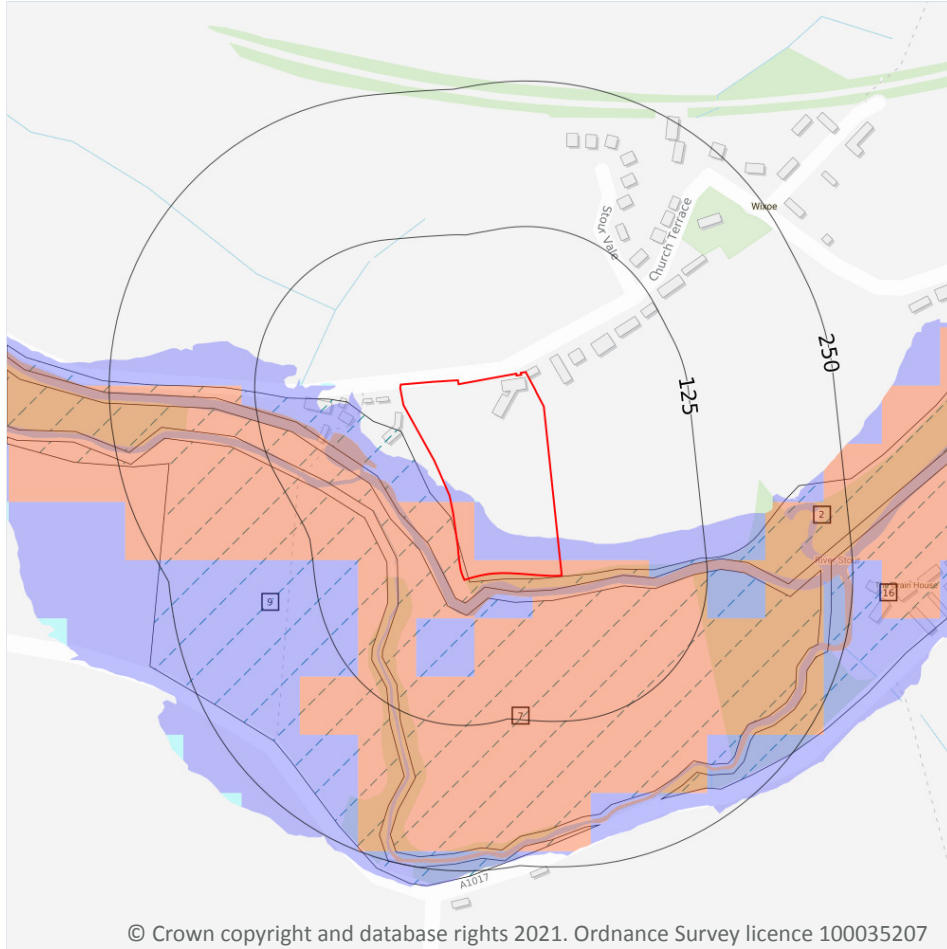 Wixoe
Stour Vale
Church Terrace
250
125
2
River Stour
The Grain House
16
9
7
A1017
© Crown copyright and database rights 2021. Ordnance Survey licence 100035207